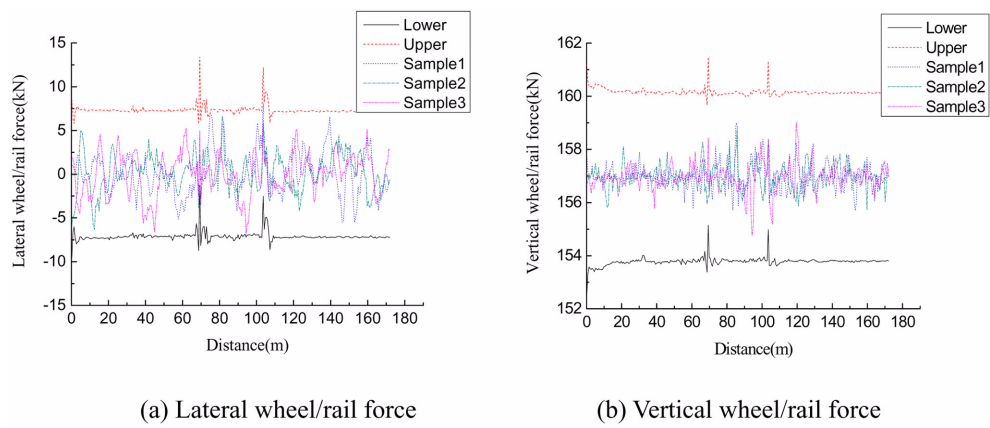 (a)
Lower
Upper
Sample1
Sample2
Sample3
15
10
5
0
-5
-10
-15
Lateral wheel/rail force(kN)
0 20 40 60 80 100 120 140 160 180
Distance(m)
(a) Lateral wheel/rail force
(b)
Lower
Upper
Sample1
Sample2
Sample3
162
160
158
156
154
152
Vertical wheel/rail force(kN)
0 20 40 60 80 100 120 140 160 180
Distance(m)
(b) Vertical wheel/rail force